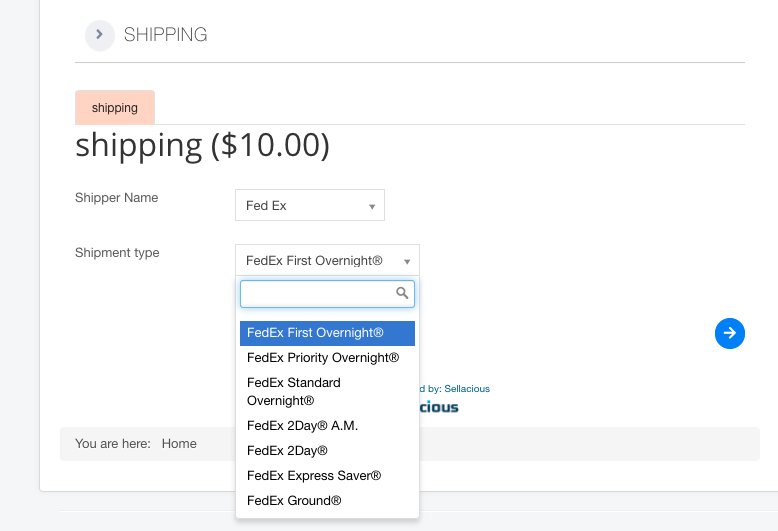 SHIPPING
shipping
shipping ($10.00)
Shipper Name
Fed Ex
Shipment type
FedEx First Overnight®
FedEx First Overnight®
FedEx Priority Overnight®
FedEx Standard
Overnight®
FedEx 2Day® A.M.
FedEx 2Day®
FedEx Express Saver®
FedEx Ground®
d by: Sellacious
cious
You are here: Home